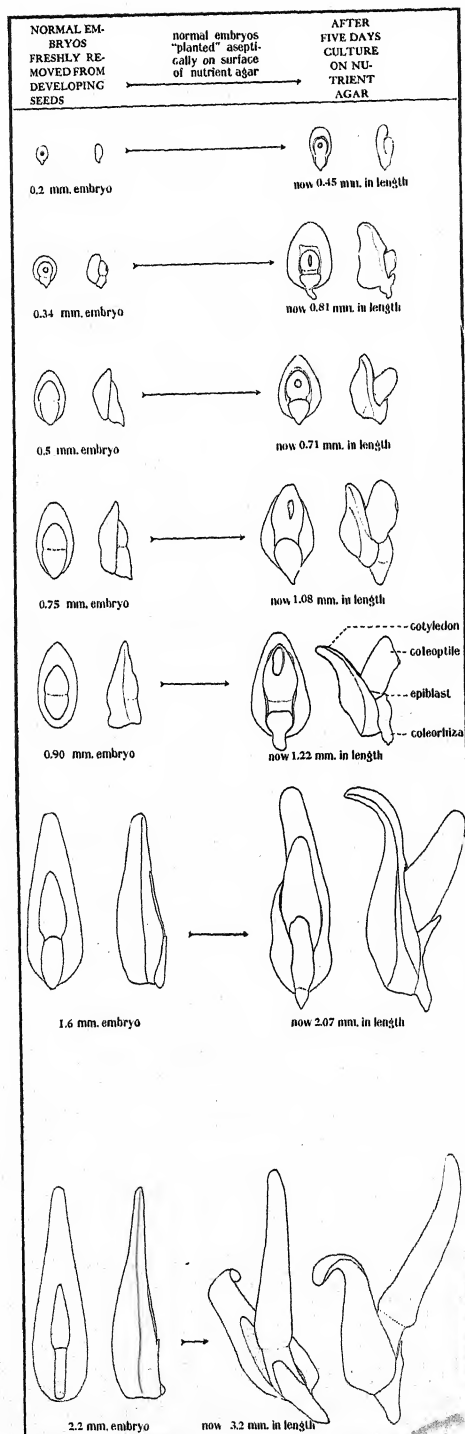 NORMAL EM-
BRYOS
FRESHLY RE-
MOVED FROM
DEVELOPING
SEEDS
normal embryos
"planted" asepti-
cally on surface
of nutrient agar
AFTER
FIVE DAYS
CULTURE
ON NU-
TRIENT
AGAR
0.2 mm. embryo
now 0.45 mm. in length
0.34 mm. embryo
now 0.81 mm. in length
0.5 mm. embryo
now 0.71 mm. in length
0.75 mm. embryo
now 1.08 mm. in length
cotyledon
coleoptile
epiblast
coleorhiza
0.90 mm. embryo
now 1.22 mm. in length
1.6 mm. embryo
now 2.07 mm. in length
2.2 mm. embryo
now 3.2 mm. in length